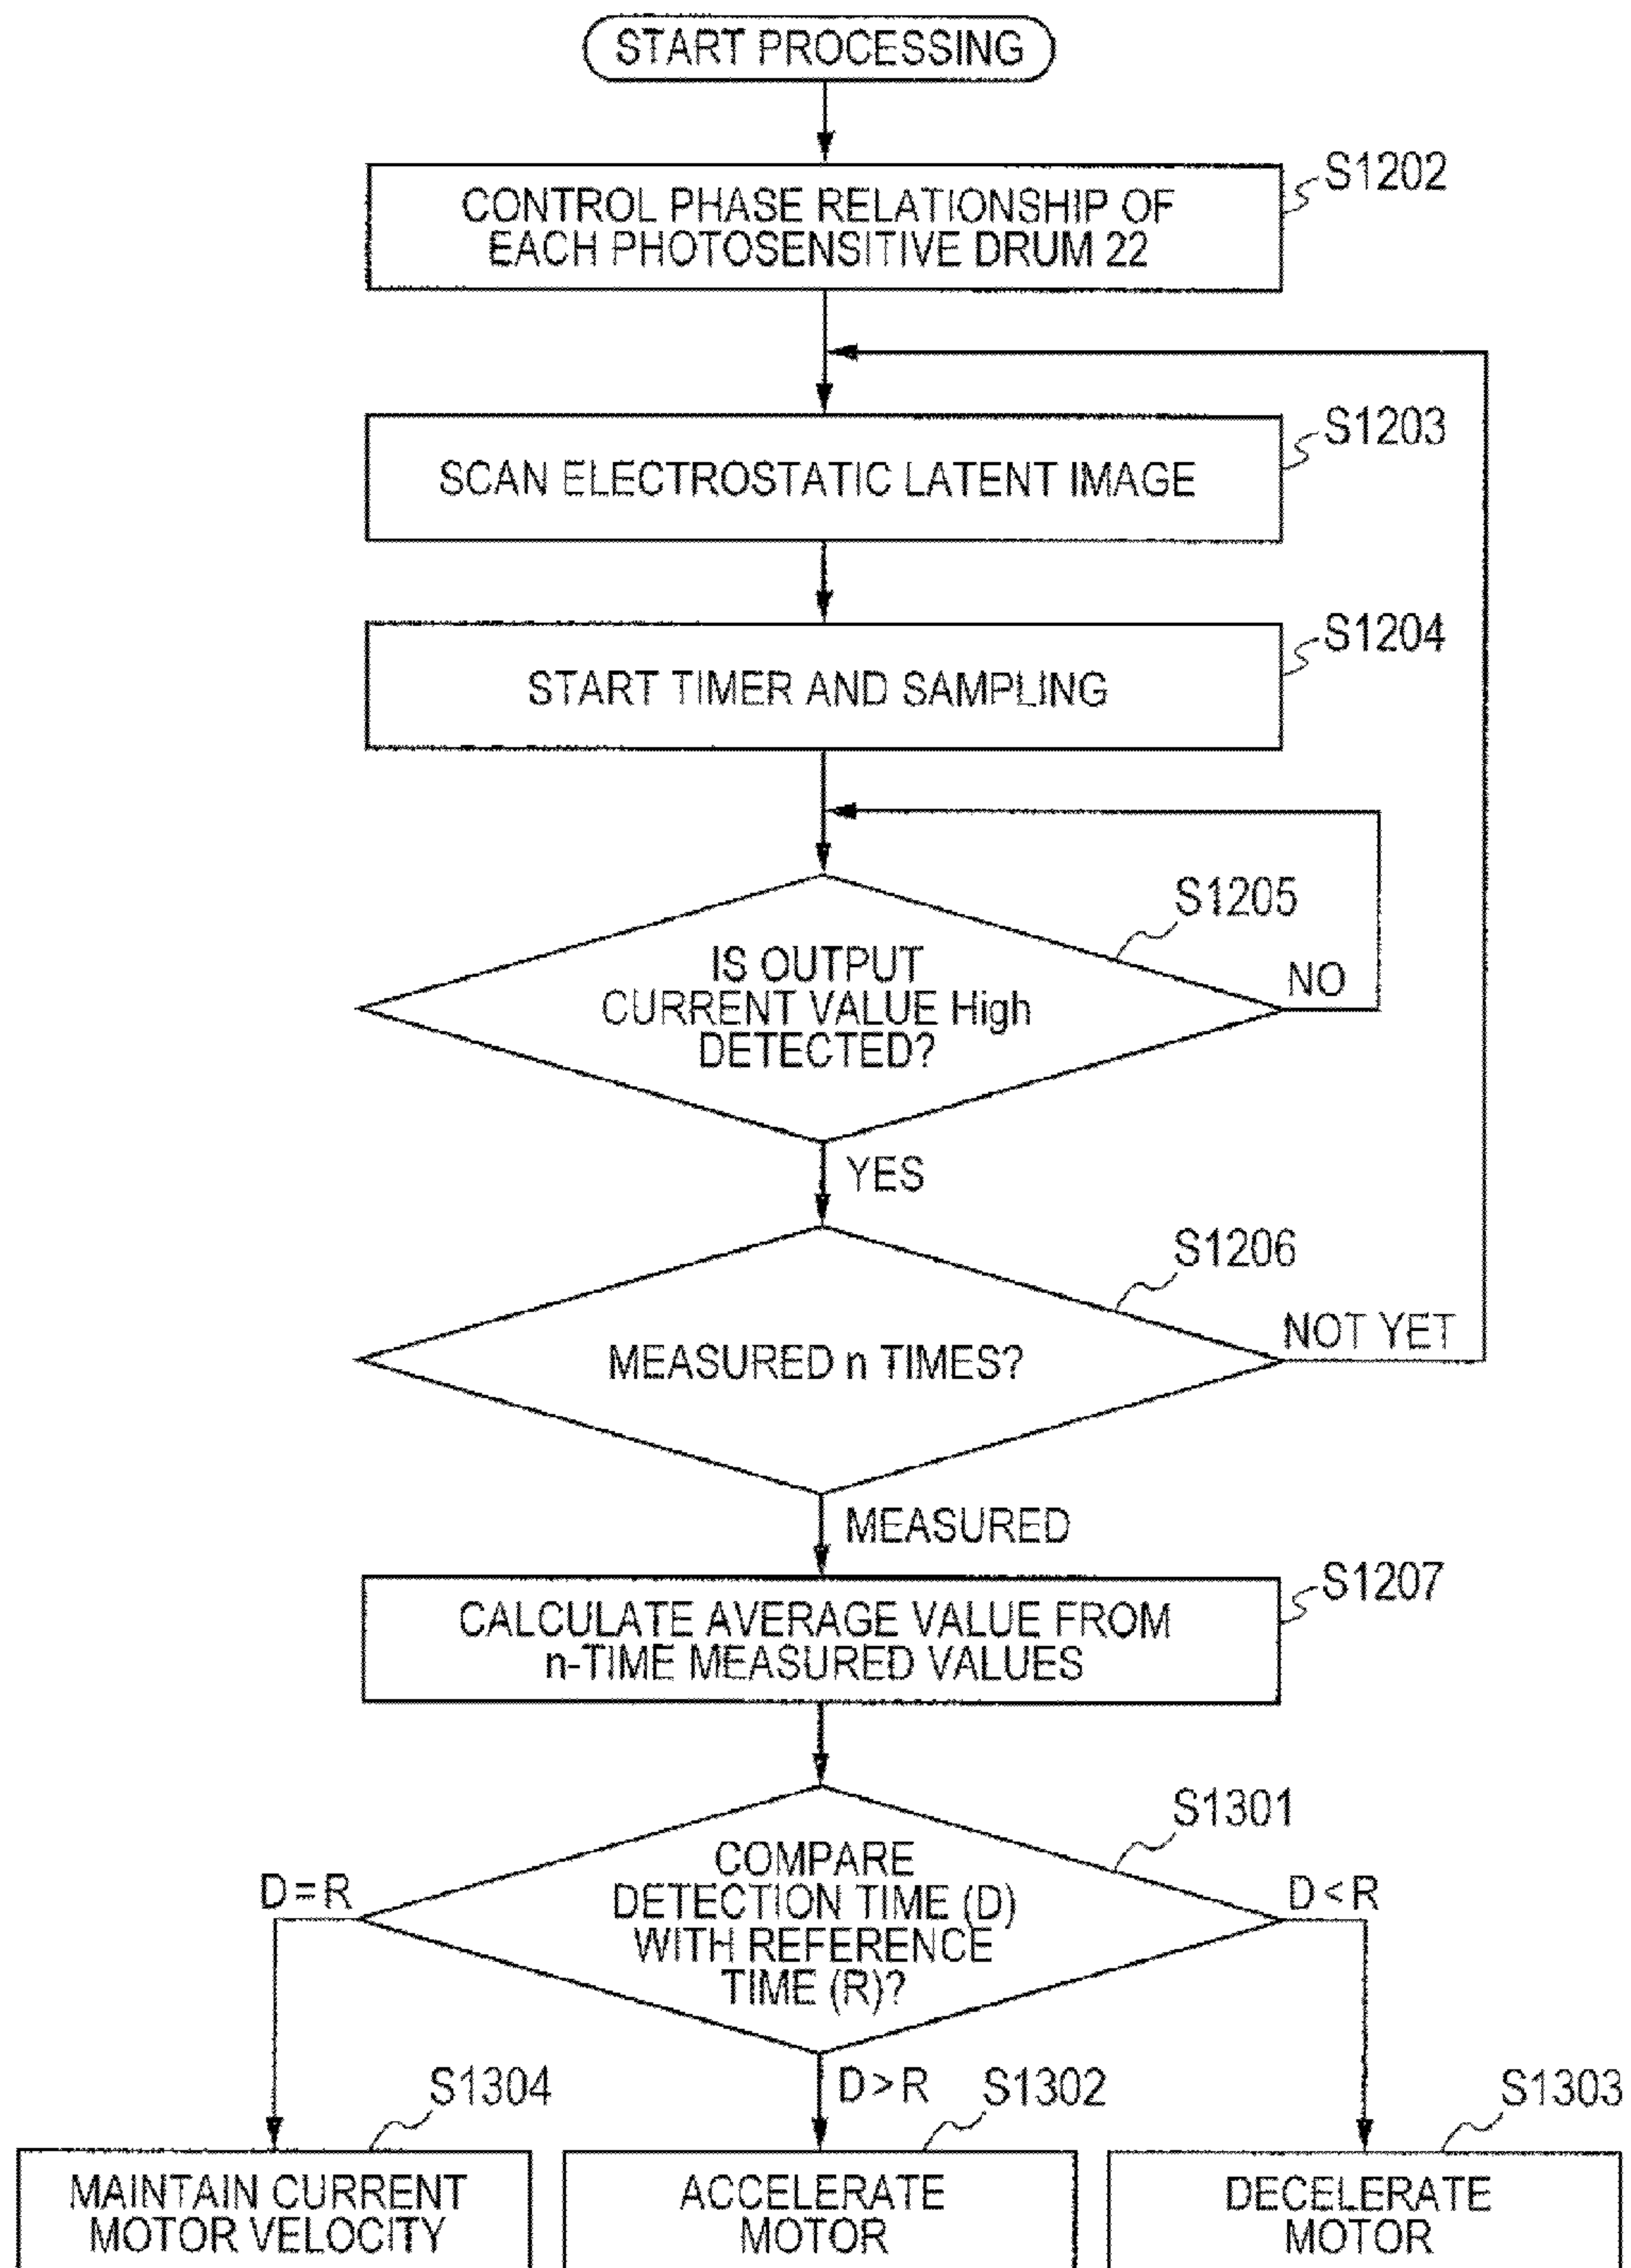 START PROCESSING
S1202
CONTROL PHASE RELATIONSHIP OF
EACH PHOTOSENSITIVE DRUM 22
S1203
SCAN ELECTROSTATIC LATENT IMAGE
S1204
START TIMER AND SAMPLING
S1205
IS OUTPUT
CURRENT VALUE High
DETECTED?
NO
YES
S1206
MEASURED n TIMES?
NOT YET
MEASURED
S1207
CALCULATE AVERAGE VALUE FROM
n-TIME MEASURED VALUES
S1301
COMPARE
DETECTION TIME (D)
WITH REFERENCE
TIME (R)?
D=R
D<R
D>R
S1304
MAINTAIN CURRENT
MOTOR VELOCITY
S1302
ACCELERATE
MOTOR
S1303
DECELERATE
MOTOR